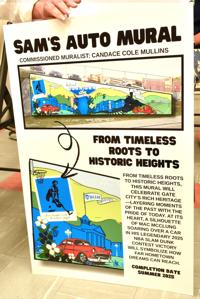 SAM'S AUTO MURAL
COMMISSIONED MURALIST: CANDACE COLE MULLINS
FROM TIMELESS
ROOTS TO
HISTORIC HEIGHTS
FROM TIMELESS ROOTS
TO HISTORIC HEIGHTS,
THIS MURAL WILL
CELEBRATE GATE
CITY'S RICH HERITAGE
—LAYERING MOMENTS
OF THE PAST WITH THE
PRIDE OF TODAY. AT ITS
HEART, A SILHOUETTE
OF MAC MCCLUNG
SOARING OVER A CAR
IN HIS LEGENDARY 2025
NBA SLAM DUNK
CONTEST VICTORY
WILL SYMBOLIZE HOW
FAR HOMETOWN
DREAMS CAN REACH.
COMPLETION DATE
SUMMER 2025